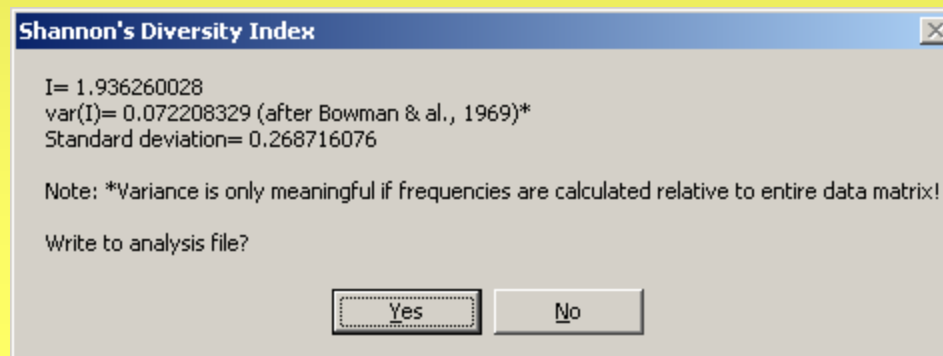 Shannon's Diversity Index
I= 1.936260028
var(I)= 0.072208329 (after Bowman & al., 1969)*
Standard deviation= 0.268716076
Note: *Variance is only meaningful if frequencies are calculated relative to entire data matrix!
Write to analysis file?
Yes
No